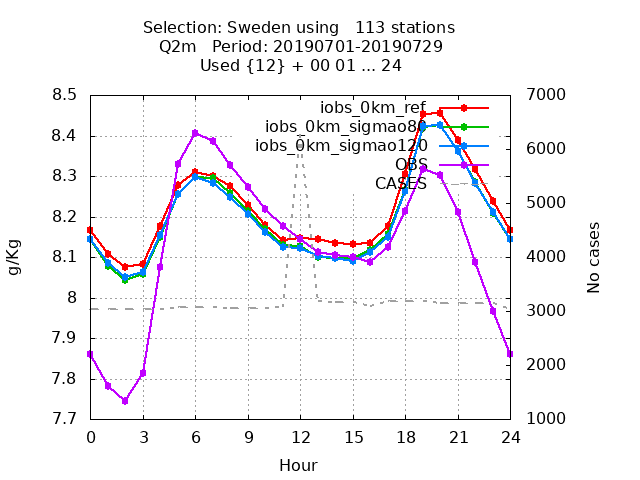 Selection: Sweden using   113 stations
Q2m   Period: 20190701-20190729
Used {12} + 00 01 ... 24
iobs_0km_ref
iobs_0km_sigmao80
iobs_0km_sigmao120
OBS
CASES
8.5
8.4
8.3
8.2
8.1
8
7.9
7.8
7.7
g/Kg
7000
6000
5000
4000
3000
2000
1000
No cases
0 3 6 9 12 15 18 21 24
Hour